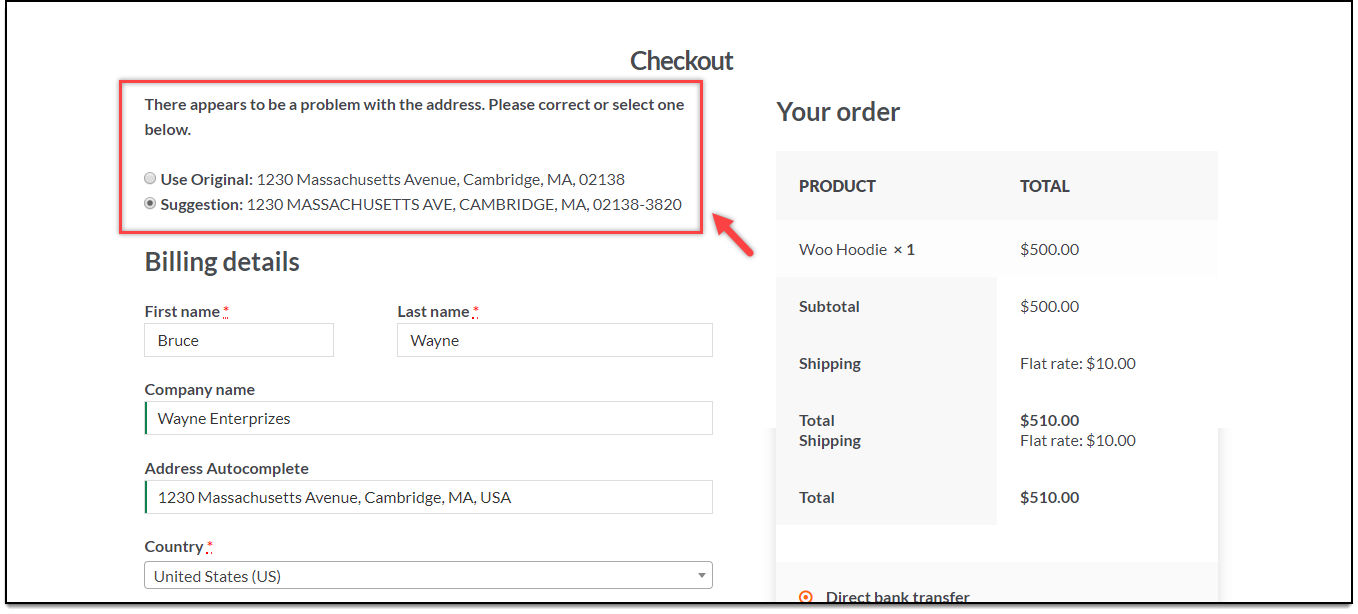 Checkout
There appears to be a problem with the address. Please correct or select one
below.
Use Original: 1230 Massachusetts Avenue, Cambridge, MA, 02138
Suggestion: 1230 MASSACHUSETTS AVE, CAMBRIDGE, MA, 02138-3820
Billing details
First name * Last name *
Bruce Wayne
Company name
Wayne Enterprizes
Address Autocomplete
1230 Massachusetts Avenue, Cambridge, MA, USA
Country *
United States (US)
Your order
PRODUCT TOTAL
Woo Hoodie × 1 $500.00
Subtotal $500.00
Shipping Flat rate: $10.00
Total $510.00
Shipping Flat rate: $10.00
Total $510.00
Direct bank transfer